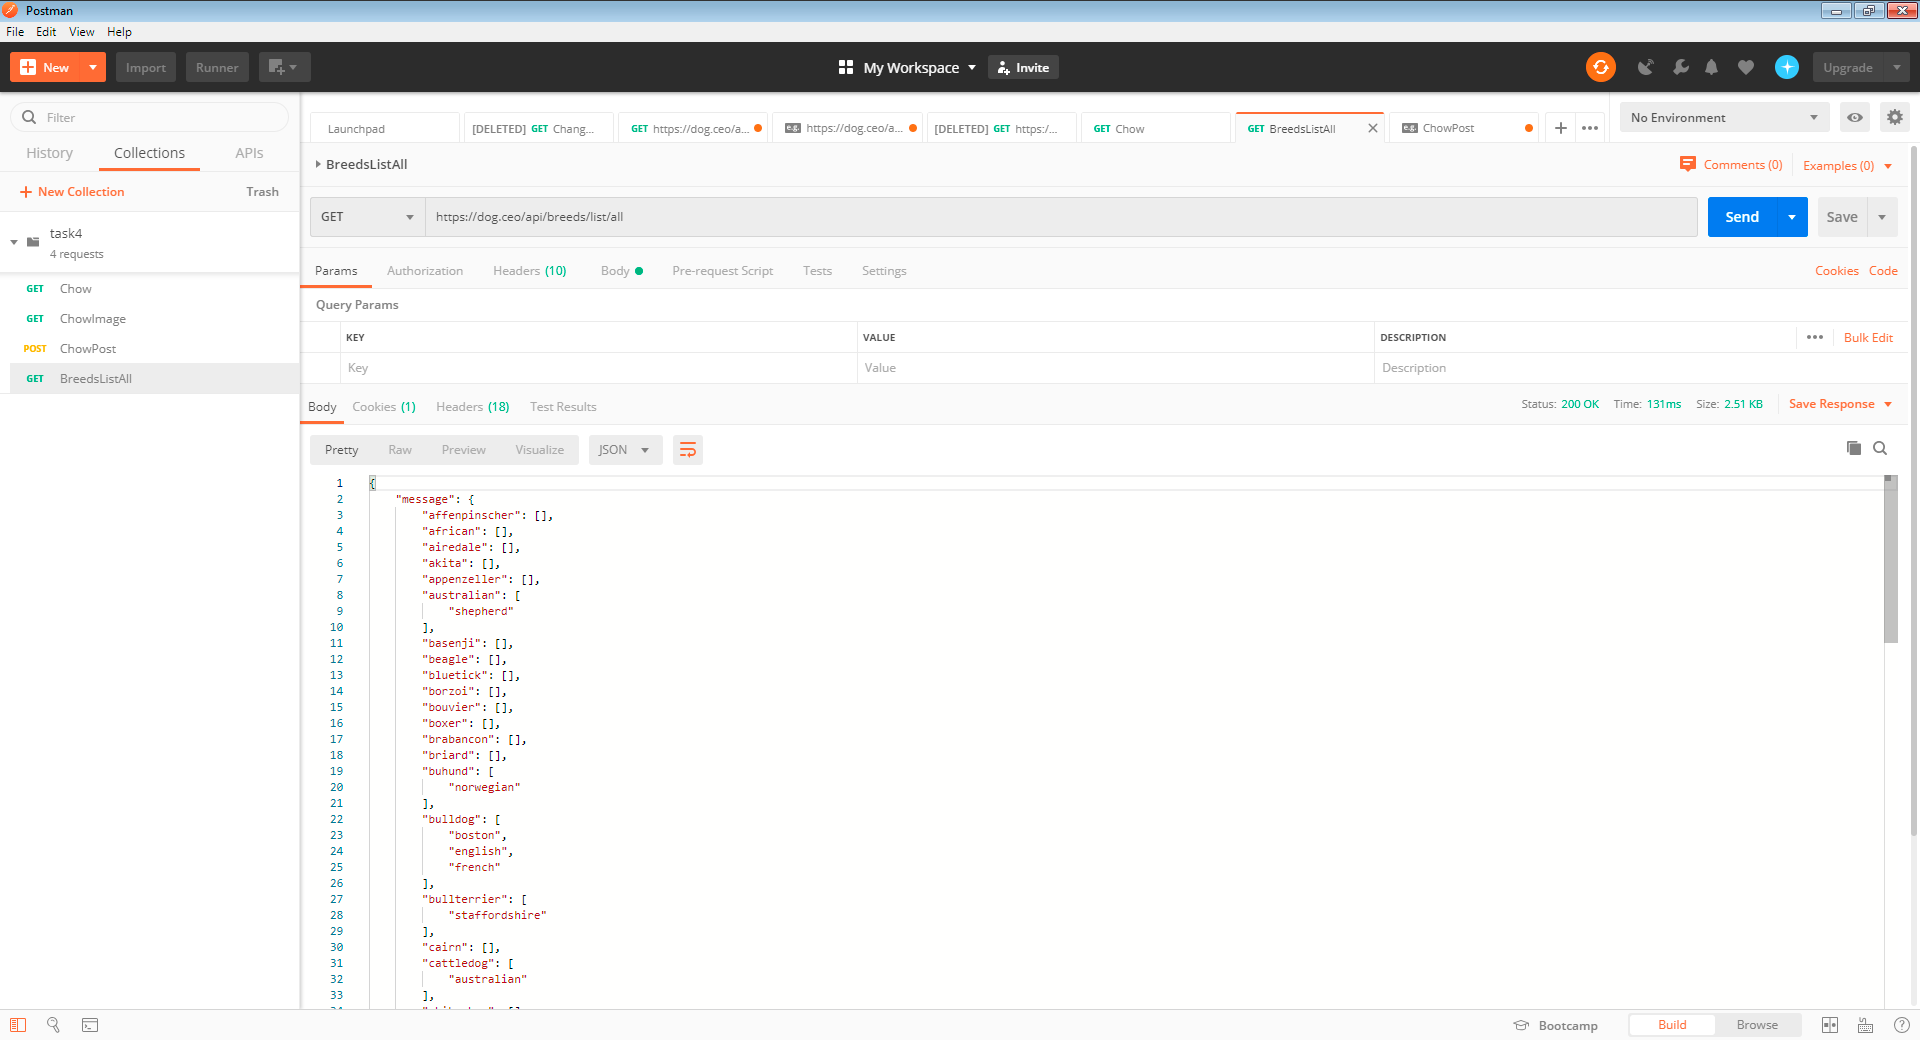 Postman
File Edit View Help
New Import Runner My Workspace Invite Upgrade
Filter
History Collections APIs
New Collection Trash
task4
4 requests
GET Chow
GET ChowImage
POST ChowPost
GET BreedsListAll
Launchpad [DELETED] GET Chang... GET https://dog.ceo/a... e.g. https://dog.ceo/a... [DELETED] GET https:/... GET Chow GET BreedsListAll e.g. ChowPost No Environment
BreedsListAll Comments (0) Examples (0)
GET https://dog.ceo/api/breeds/list/all Send Save
Params Authorization Headers (10) Body Pre-request Script Tests Settings Cookies Code
Query Params
KEY VALUE DESCRIPTION Bulk Edit
Key Value Description
Body Cookies (1) Headers (18) Test Results Status: 200 OK Time: 131ms Size: 2.51 KB Save Response
Pretty Raw Preview Visualize JSON
1 {
2 "message": {
3 "affenpinscher": [],
4 "african": [],
5 "airedale": [],
6 "akita": [],
7 "appenzeller": [],
8 "australian": [
9 "shepherd"
10 ],
11 "basenji": [],
12 "beagle": [],
13 "bluetick": [],
14 "borzoi": [],
15 "bouvier": [],
16 "boxer": [],
17 "brabancon": [],
18 "briard": [],
19 "buhund": [
20 "norwegian"
21 ],
22 "bulldog": [
23 "boston",
24 "english",
25 "french"
26 ],
27 "bullterrier": [
28 "staffordshire"
29 ],
30 "cairn": [],
31 "cattledog": [
32 "australian"
33 ],
Bootcamp Build Browse